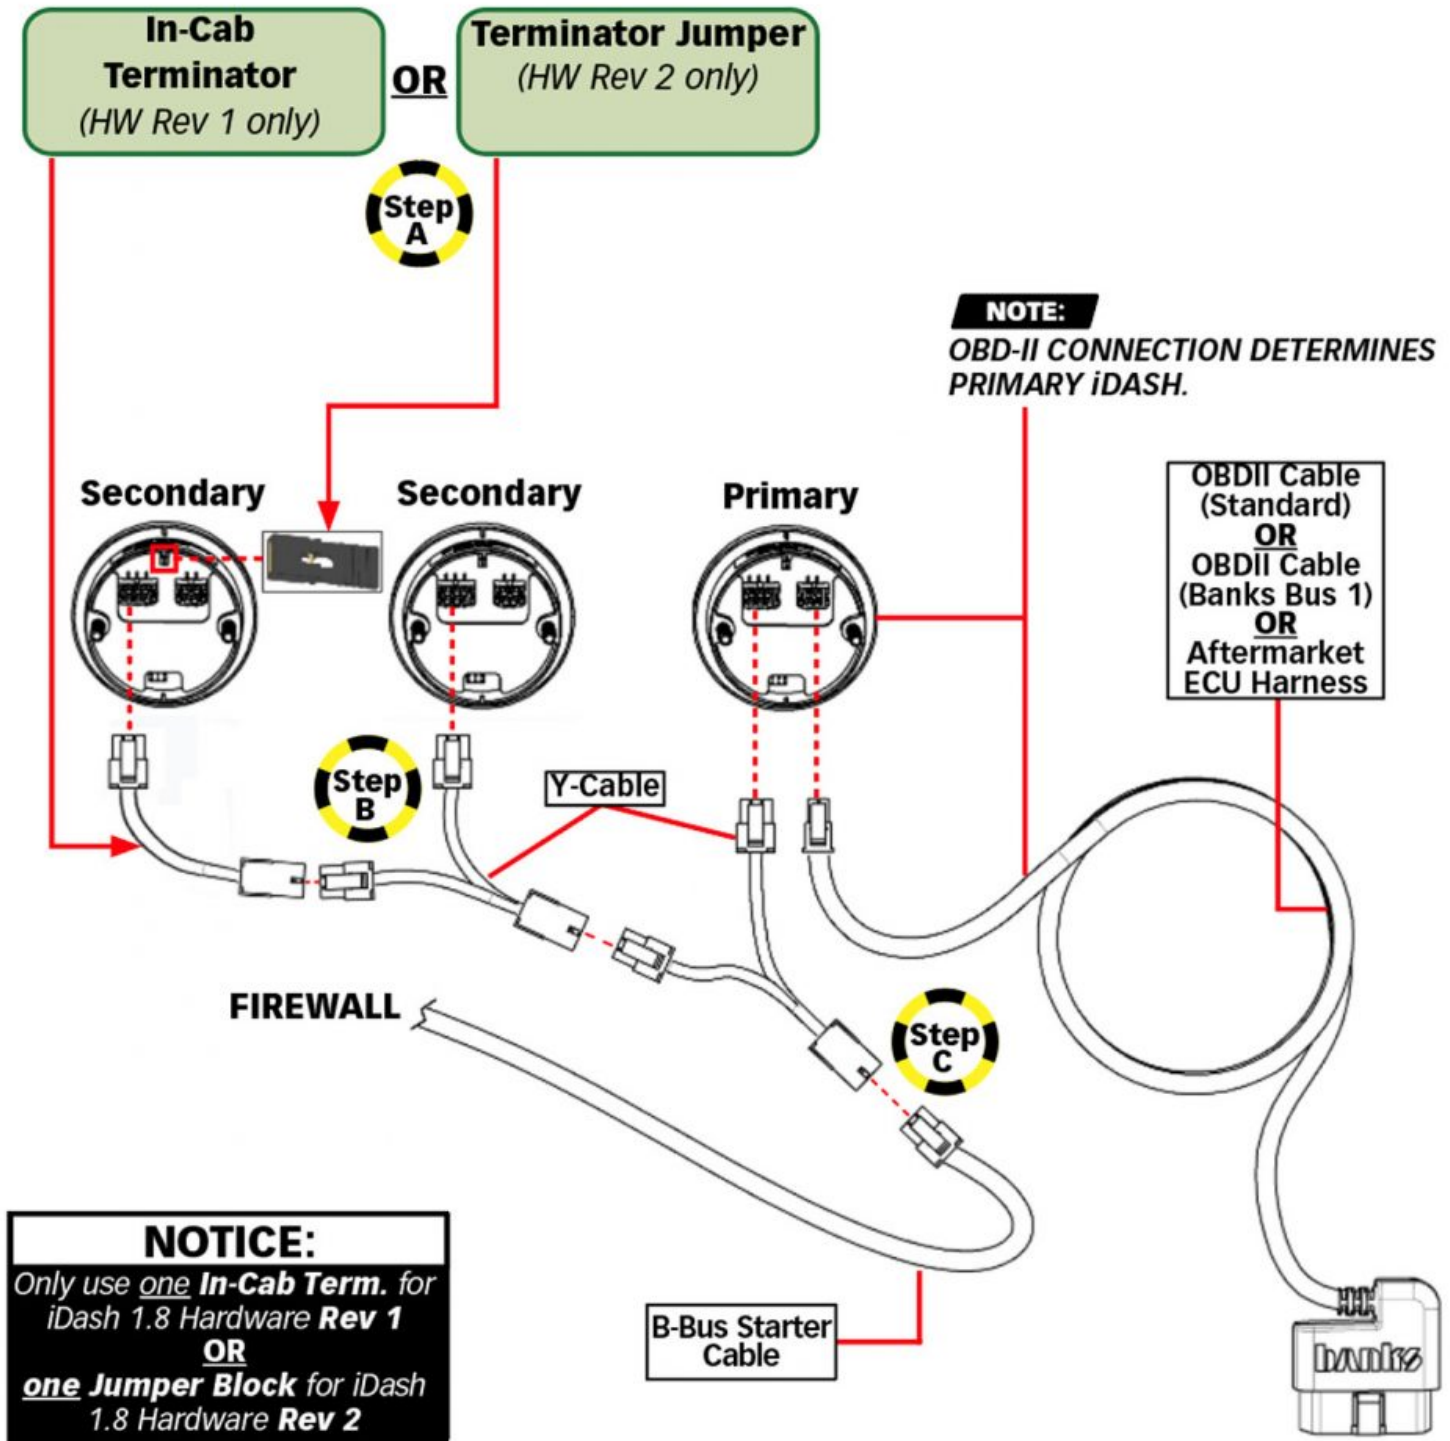 In-Cab
Terminator
(HW Rev 1 only)
OR
Terminator Jumper
(HW Rev 2 only)
Step
A
NOTE:
OBD-II CONNECTION DETERMINES
PRIMARY iDASH.
Secondary
Secondary
Primary
OBDII Cable
(Standard)
OR
OBDII Cable
(Banks Bus 1)
OR
Aftermarket
ECU Harness
Step
B
Y-Cable
FIREWALL
Step
C
NOTICE:
Only use one In-Cab Term. for
iDash 1.8 Hardware Rev 1
OR
one Jumper Block for iDash
1.8 Hardware Rev 2
B-Bus Starter
Cable
banks